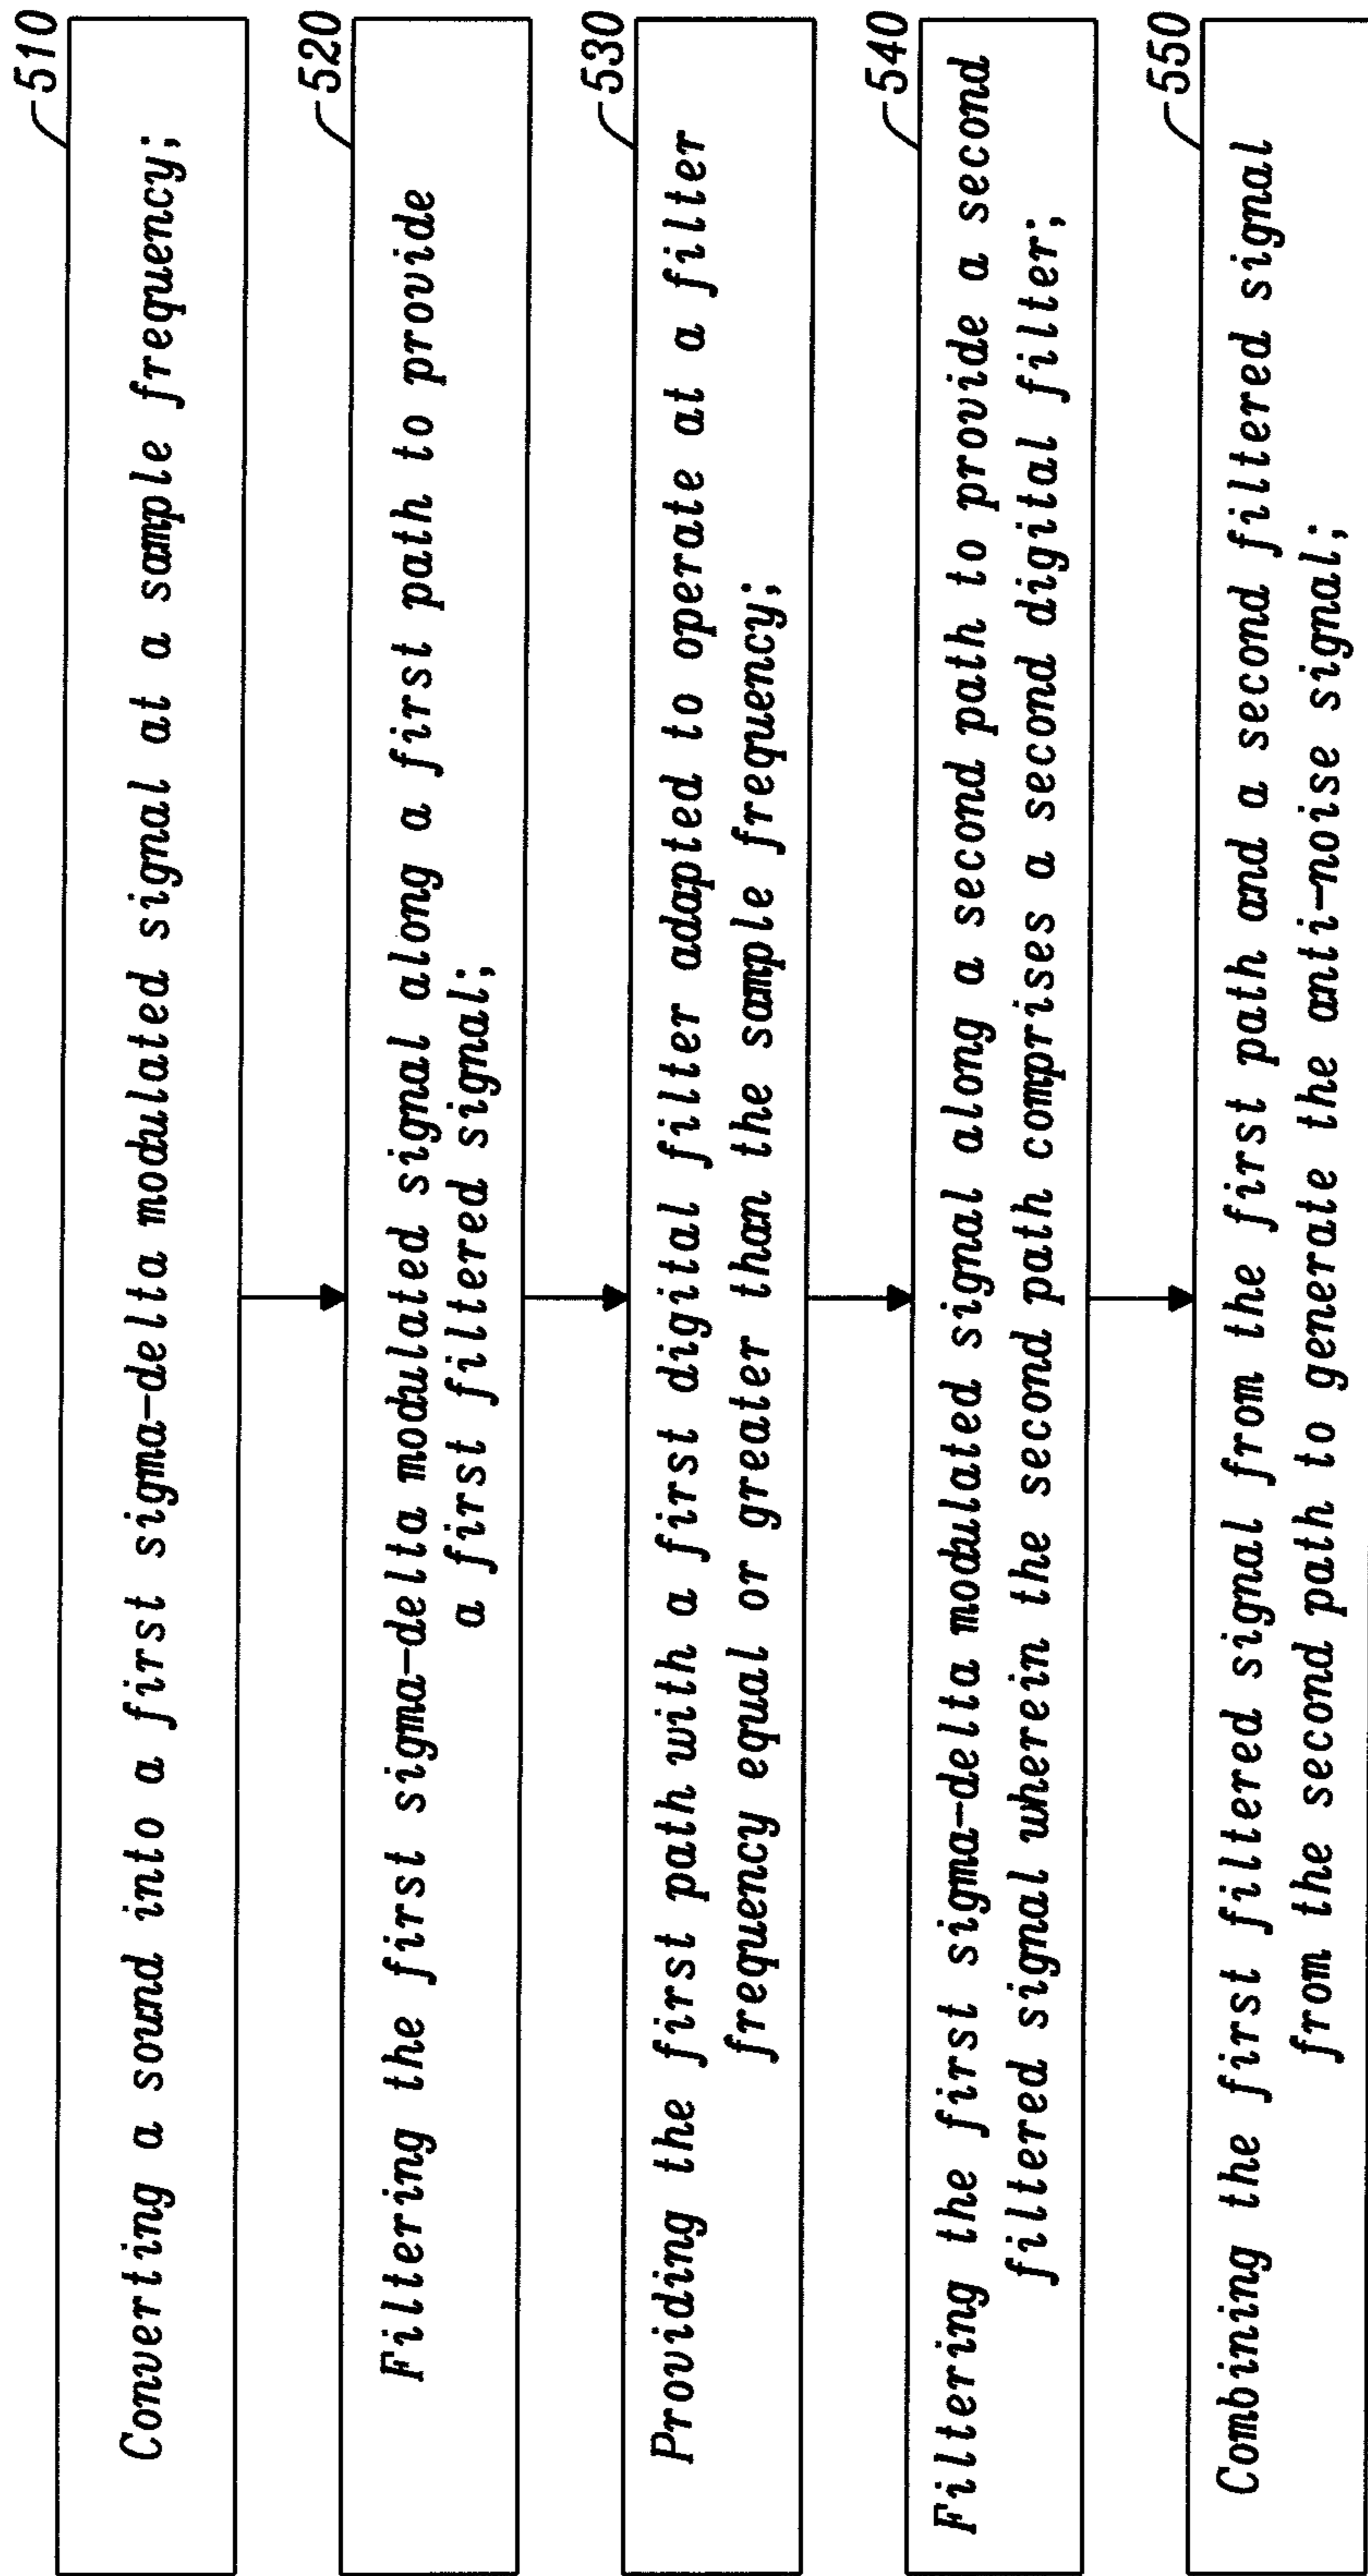 510
Converting a sound into a first sigma-delta modulated signal at a sample frequency;
520
Filtering the first sigma-delta modulated signal along a first path to provide
a first filtered signal;
530
Providing the first path with a first digital filter adapted to operate at a filter
frequency equal or greater than the sample frequency;
540
Filtering the first sigma-delta modulated signal along a second path to provide a second
filtered signal wherein the second path comprises a second digital filter;
550
Combining the first filtered signal from the first path and a second filtered signal
from the second path to generate the anti-noise signal;